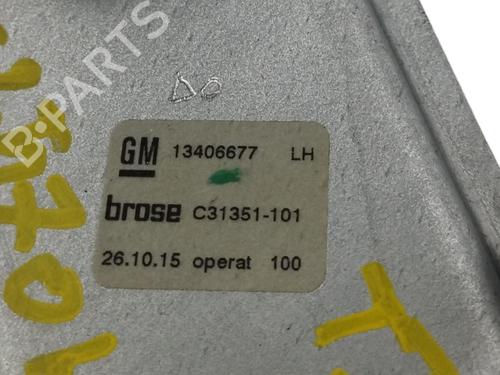 B-PARTS
GM 13406677 LH
brose C31351-101
26.10.15 operat 100